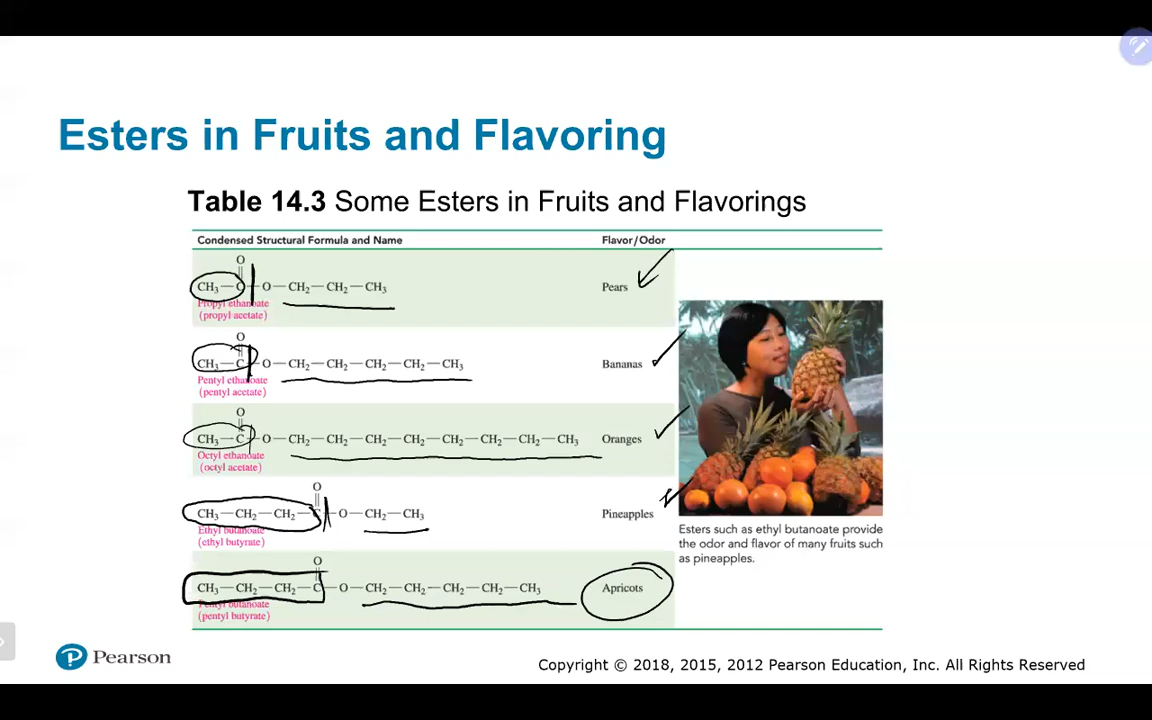 Esters in Fruits and Flavoring
Table 14.3 Some Esters in Fruits and Flavorings
Condensed Structural Formula and Name Flavor/Odor
O
||
CH₃—C—O—CH₂—CH₂—CH₃ Pears
Propyl ethanoate
(propyl acetate)
O
||
CH₃—C—O—CH₂—CH₂—CH₂—CH₂—CH₃ Bananas
Pentyl ethanoate
(pentyl acetate)
O
||
CH₃—C—O—CH₂—CH₂—CH₂—CH₂—CH₂—CH₂—CH₂—CH₃ Oranges
Octyl ethanoate
(octyl acetate)
O
||
CH₃—CH₂—CH₂—C—O—CH₂—CH₃ Pineapples
Ethyl butanoate
(ethyl butyrate)
O
||
CH₃—CH₂—CH₂—C—O—CH₂—CH₂—CH₂—CH₂—CH₃ Apricots
Pentyl butanoate
(pentyl butyrate)
Esters such as ethyl butanoate provide
the odor and flavor of many fruits such
as pineapples.
P Pearson
Copyright © 2018, 2015, 2012 Pearson Education, Inc. All Rights Reserved